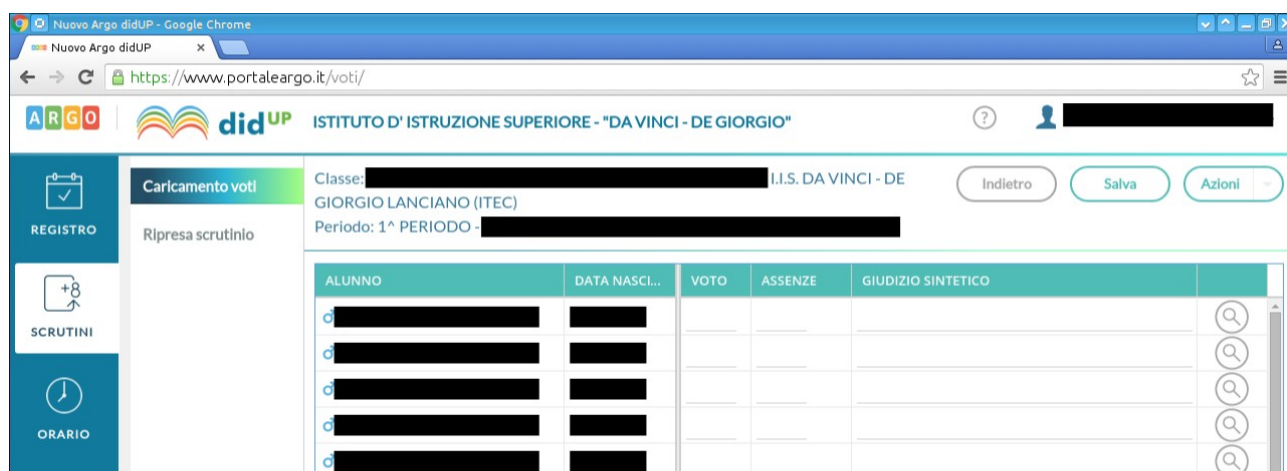 Nuovo Argo didUP - Google Chrome
Nuovo Argo didUP x
https://www.portaleargo.it/voti/
ARGO didUP ISTITUTO D' ISTRUZIONE SUPERIORE - "DA VINCI - DE GIORGIO" ?
REGISTRO
+8
SCRUTINI
ORARIO
Caricamento voti
Ripresa scrutinio
Classe: I.I.S. DA VINCI - DE
GIORGIO LANCIANO (ITEC)
Periodo: 1^ PERIODO -
Indietro Salva Azioni
ALUNNO DATA NASCI... VOTO ASSENZE GIUDIZIO SINTETICO